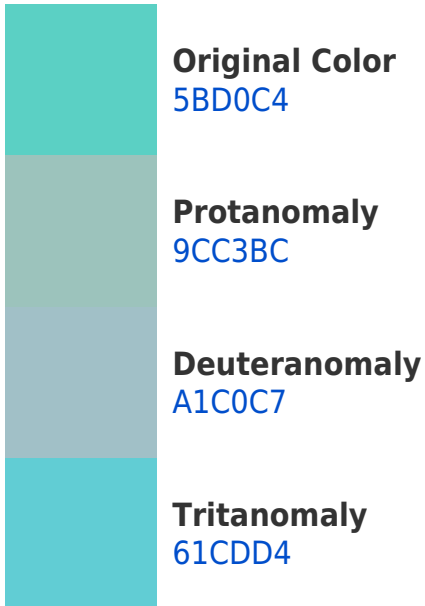 Original Color
5BD0C4
Protanomaly
9CC3BC
Deuteranomaly
A1C0C7
Tritanomaly
61CDD4